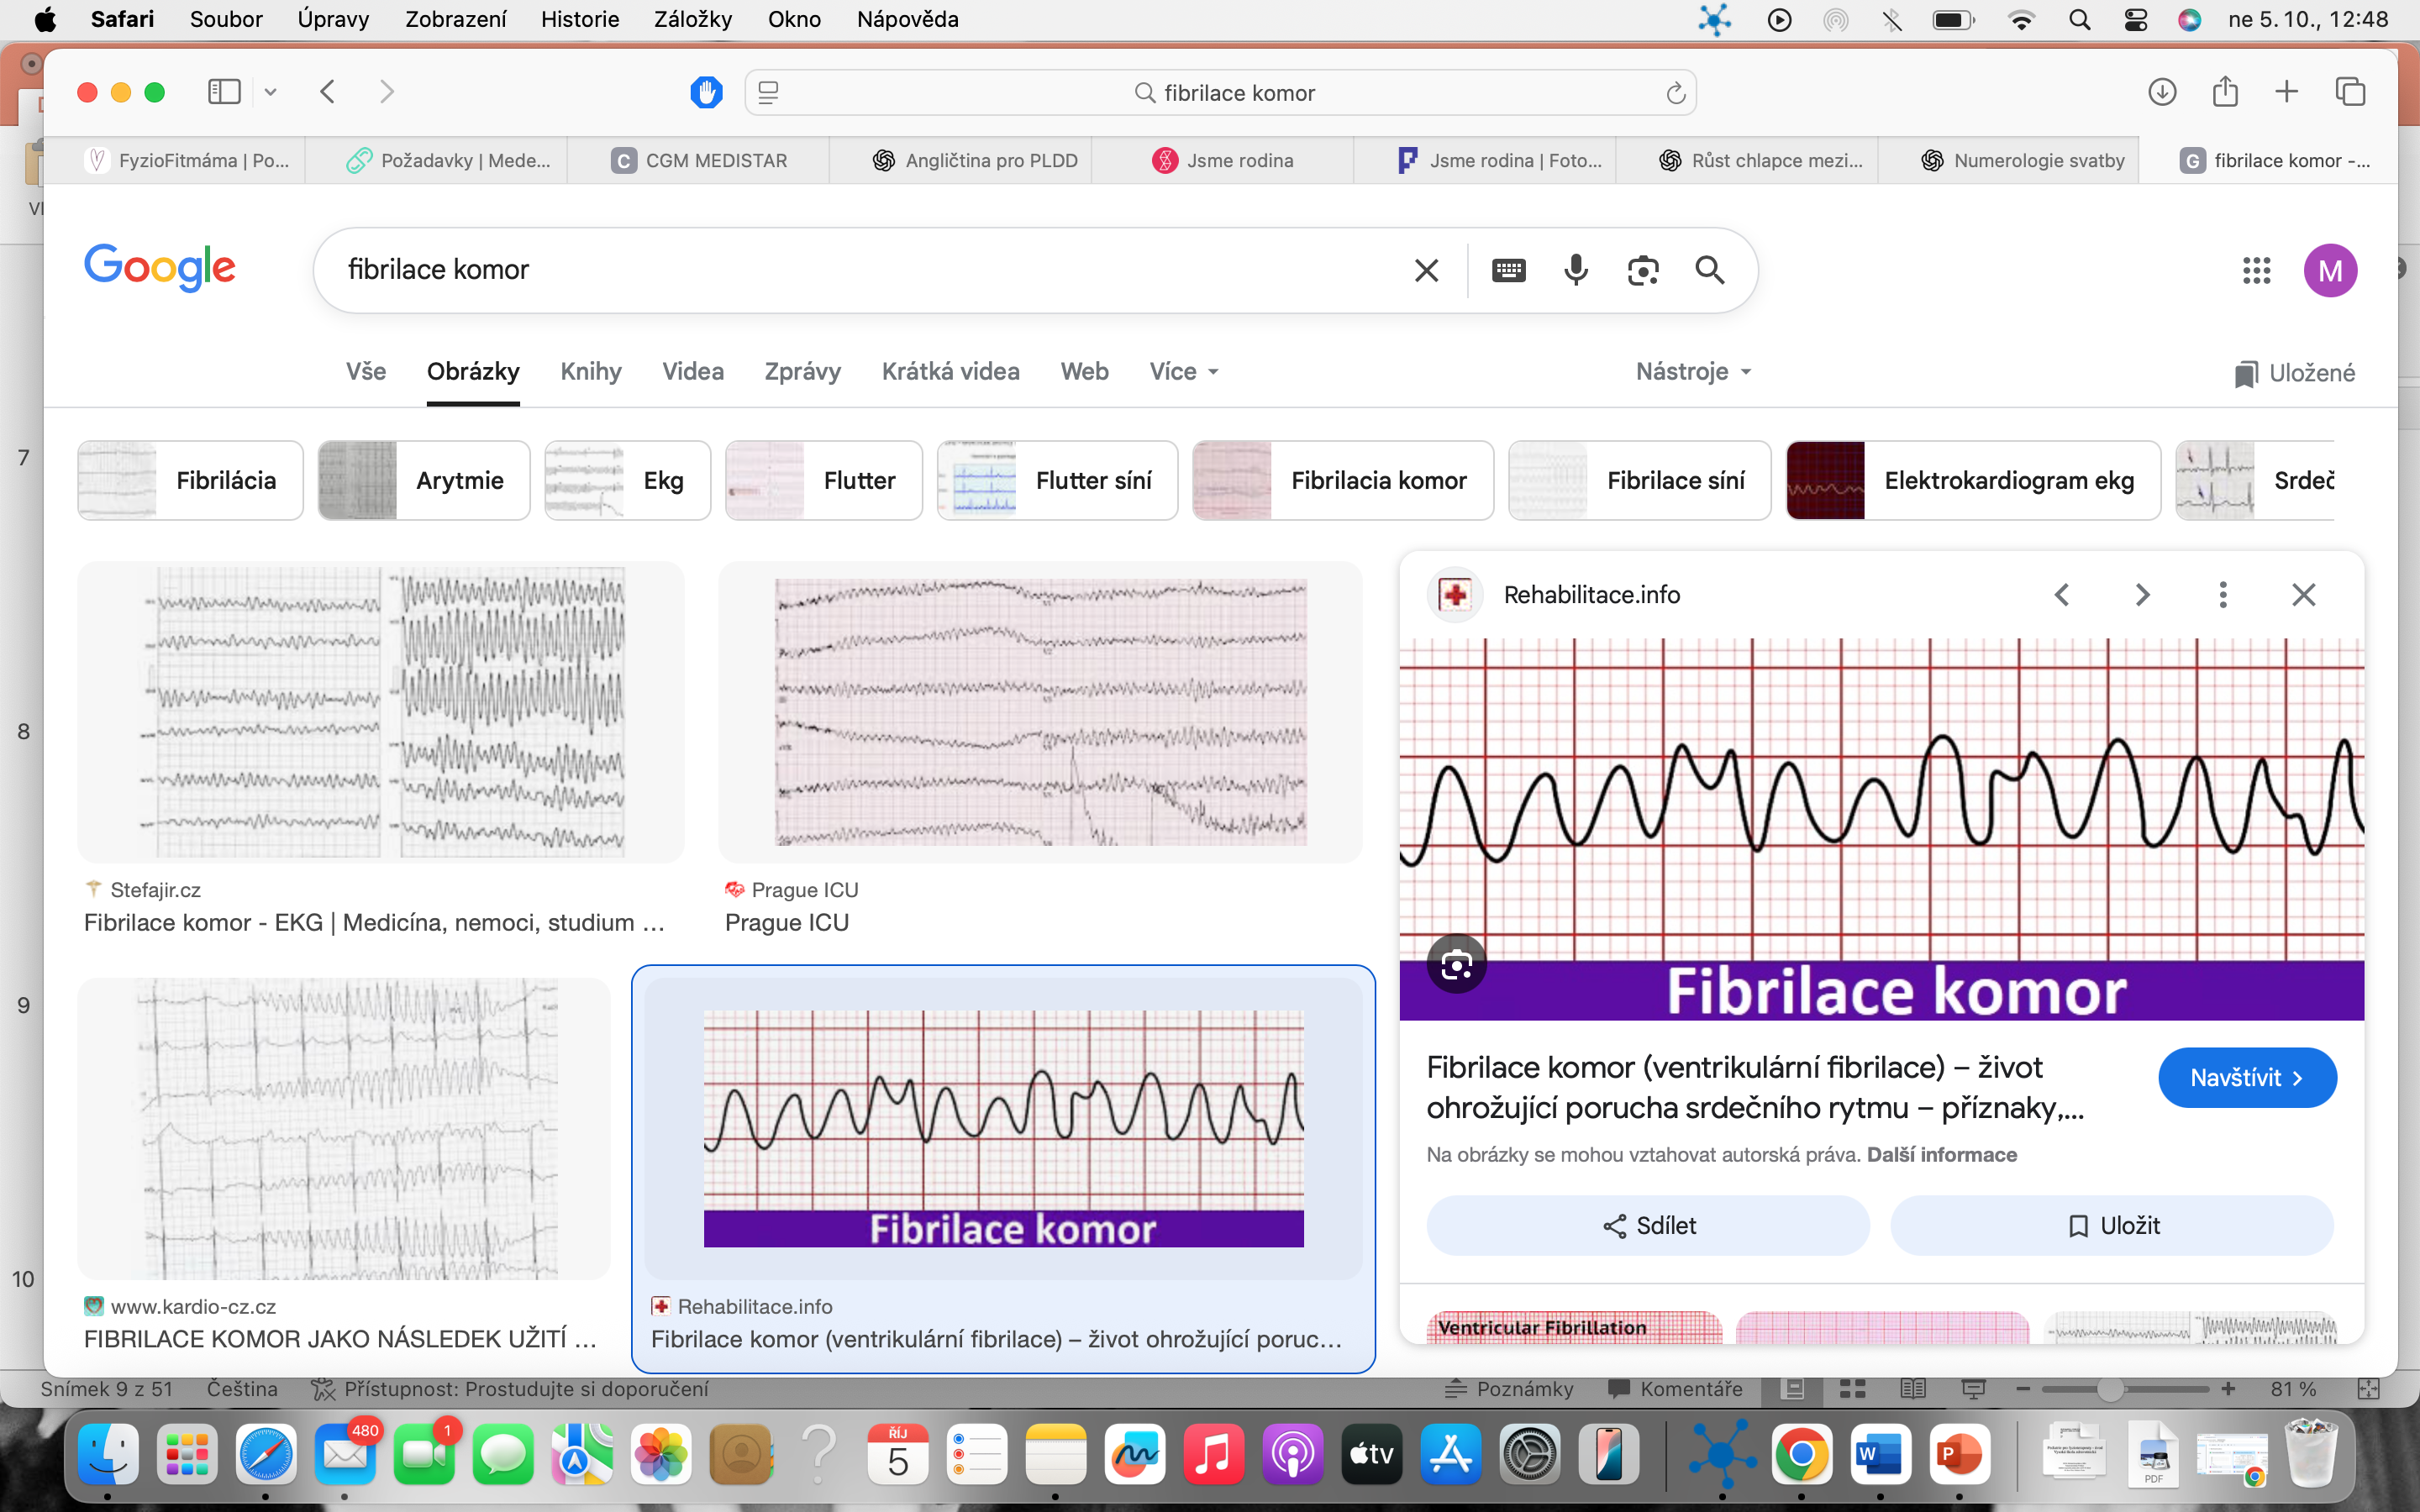 Safari Soubor Úpravy Zobrazení Historie Záložky Okno Nápověda ne 5. 10., 12:48
fibrilace komor
FyzioFitmáma | Po... Požadavky | Mede... CGM MEDISTAR Angličtina pro PLDD Jsme rodina Jsme rodina | Foto... Růst chlapce mezi... Numerologie svatby fibrilace komor -...
Google fibrilace komor M
Vše Obrázky Knihy Videa Zprávy Krátká videa Web Více Nástroje Uložené
Fibrilácia Arytmie Ekg Flutter Flutter síní Fibrilacia komor Fibrilace síní Elektrokardiogram ekg Srdeč
7
8
9
10
Stefajir.cz
Fibrilace komor - EKG | Medicína, nemoci, studium ...
Prague ICU
Prague ICU
www.kardio-cz.cz
FIBRILACE KOMOR JAKO NÁSLEDEK UŽITÍ ...
Fibrilace komor
Rehabilitace.info
Fibrilace komor (ventrikulární fibrilace) – život ohrožující poruc...
Rehabilitace.info
Fibrilace komor
Fibrilace komor (ventrikulární fibrilace) – život
ohrožující porucha srdečního rytmu – příznaky,...
Navštívit
Na obrázky se mohou vztahovat autorská práva. Další informace
Sdílet Uložit
Ventricular Fibrillation
Snímek 9 z 51 Čeština Přístupnost: Prostudujte si doporučení Poznámky Komentáře 81 %
480 1 ŘÍJ 5 tv W P PDF